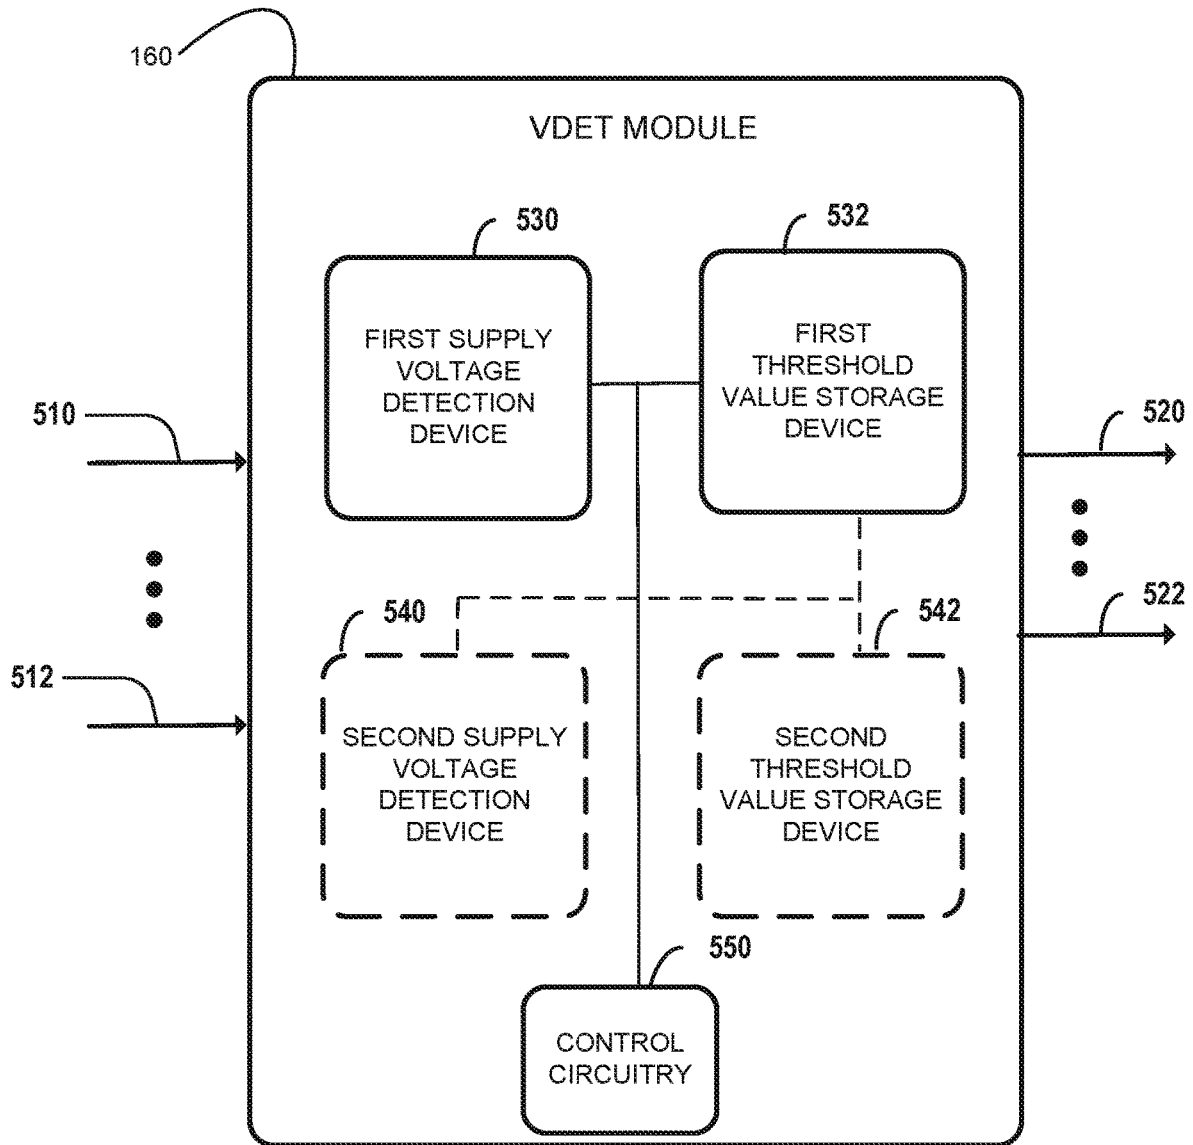 160
VDET MODULE
530
532
FIRST SUPPLY
VOLTAGE
DETECTION
DEVICE
FIRST
THRESHOLD
VALUE STORAGE
DEVICE
510
520
512
522
540
542
SECOND SUPPLY
VOLTAGE
DETECTION
DEVICE
SECOND
THRESHOLD
VALUE STORAGE
DEVICE
550
CONTROL
CIRCUITRY